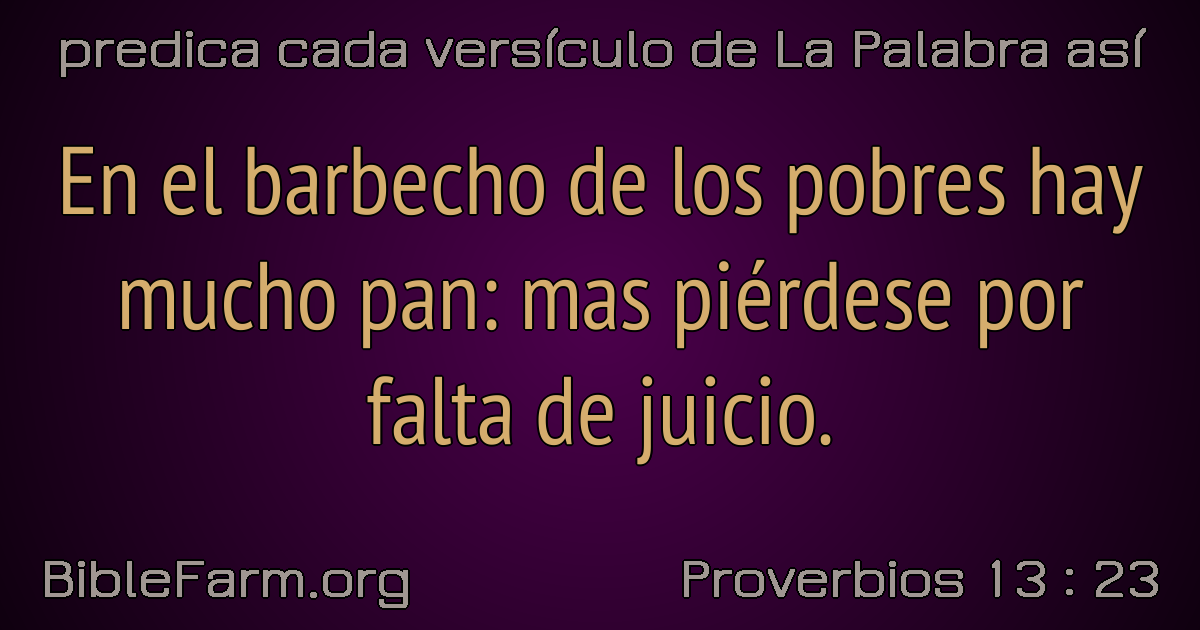 predica cada versículo de La Palabra así
En el barbecho de los pobres hay
mucho pan: mas piérdese por
falta de juicio.
BibleFarm.org
Proverbios 13 : 23